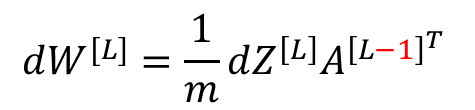 dW^{[L]} = \frac{1}{m} dZ^{[L]} A^{[L-1]^T}